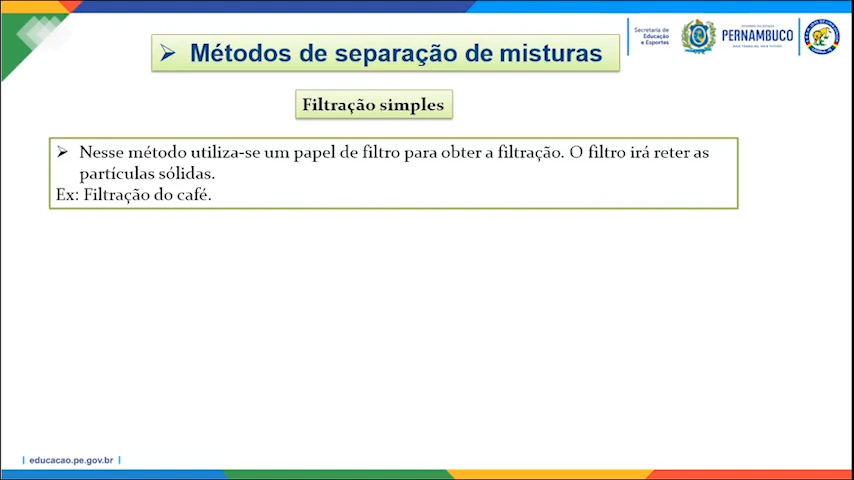 Métodos de separação de misturas
Secretaria de
Educação
e Esportes
PERNAMBUCO
Filtração simples
Nesse método utiliza-se um papel de filtro para obter a filtração. O filtro irá reter as
partículas sólidas.
Ex: Filtração do café.
educacao.pe.gov.br